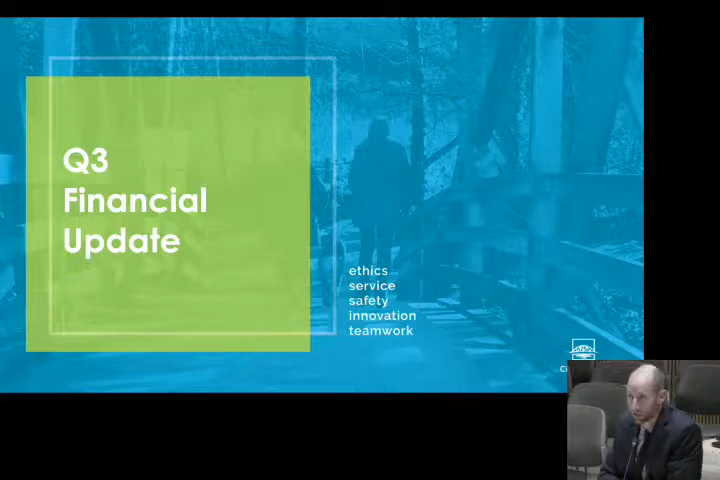 Q3
Financial
Update
ethics
service
safety
innovation
teamwork